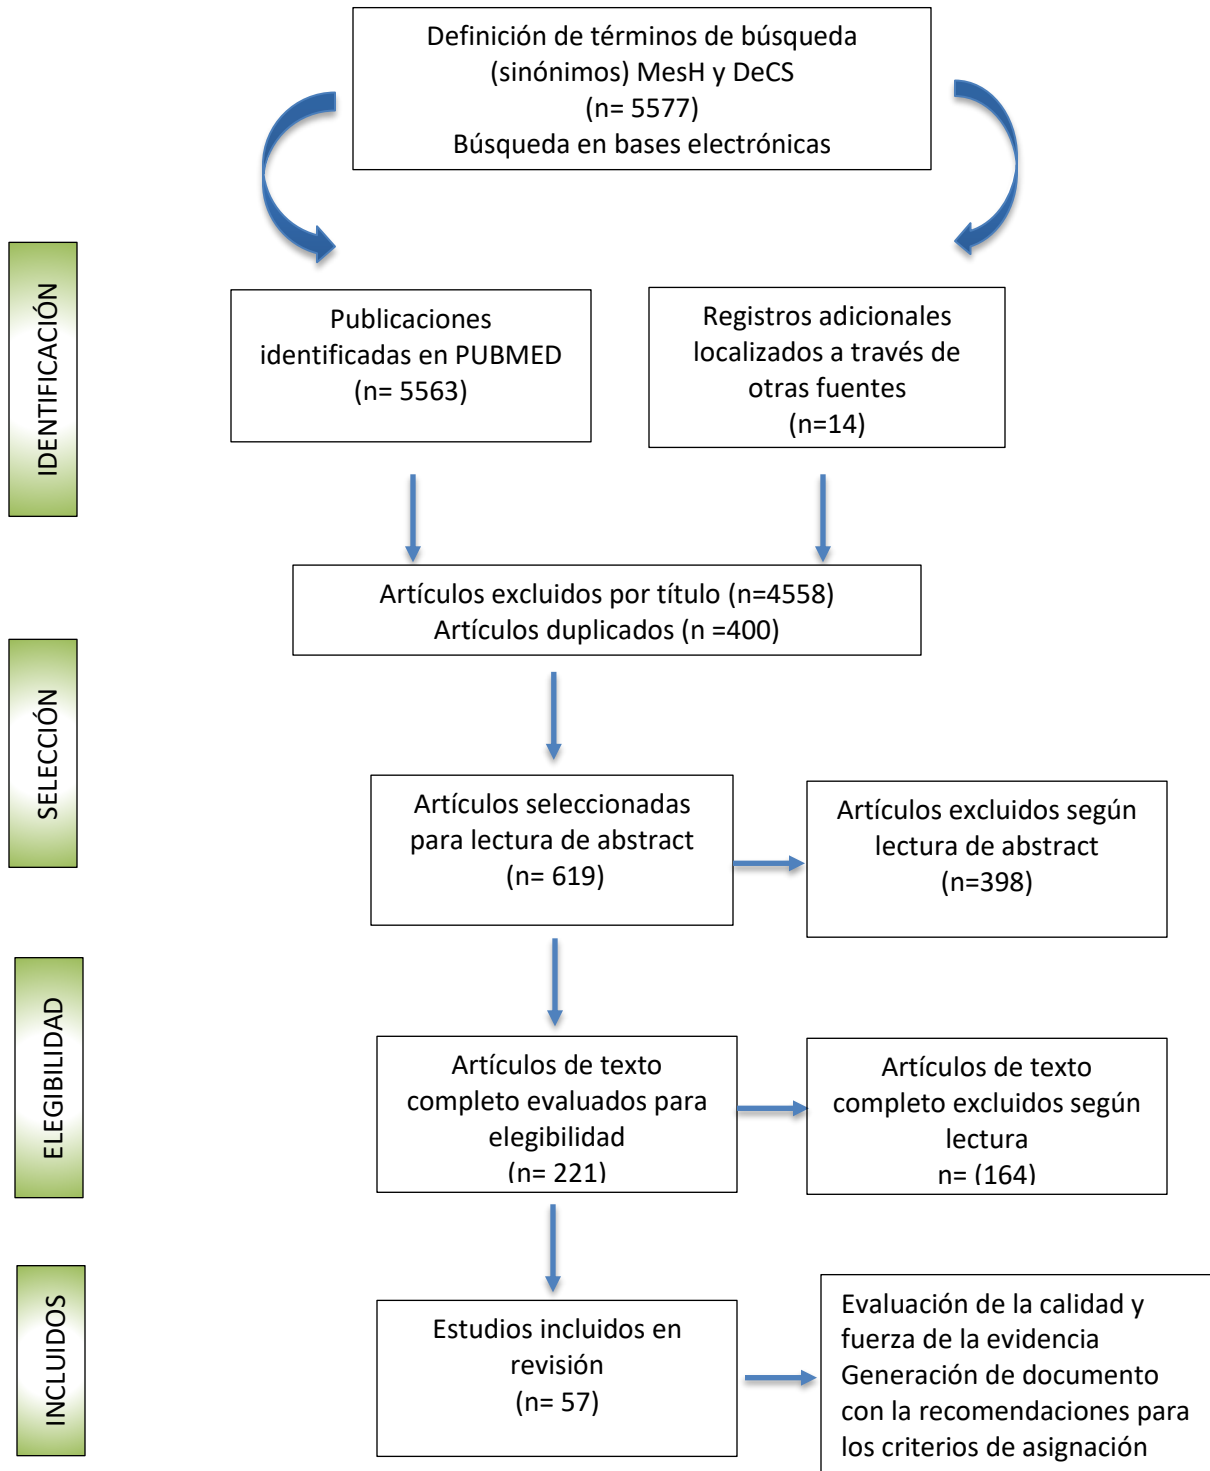 Definición de términos de búsqueda
(sinónimos) MesH y DeCS
(n= 5577)
Búsqueda en bases electrónicas
IDENTIFICACIÓN
Publicaciones
identificadas en PUBMED
(n= 5563)
Registros adicionales
localizados a través de
otras fuentes
(n=14)
Artículos excluidos por título (n=4558)
Artículos duplicados (n =400)
SELECCIÓN
Artículos seleccionadas
para lectura de abstract
(n= 619)
Artículos excluidos según
lectura de abstract
(n=398)
ELEGIBILIDAD
Artículos de texto
completo evaluados para
elegibilidad
(n= 221)
Artículos de texto
completo excluidos según
lectura
n= (164)
INCLUIDOS
Estudios incluidos en
revisión
(n= 57)
Evaluación de la calidad y
fuerza de la evidencia
Generación de documento
con la recomendaciones para
los criterios de asignación